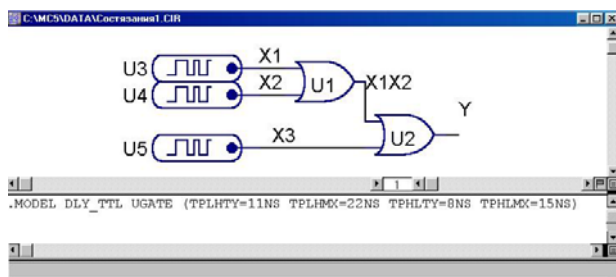 C:\MC5\DATA\Состязания1.CIR
U3
X1
U4
X2
U1
X1X2
Y
U5
X3
U2
1
.MODEL DLY_TTL UGATE (TPLHTY=11NS TPLHMX=22NS TPHLTY=8NS TPHLMX=15NS)